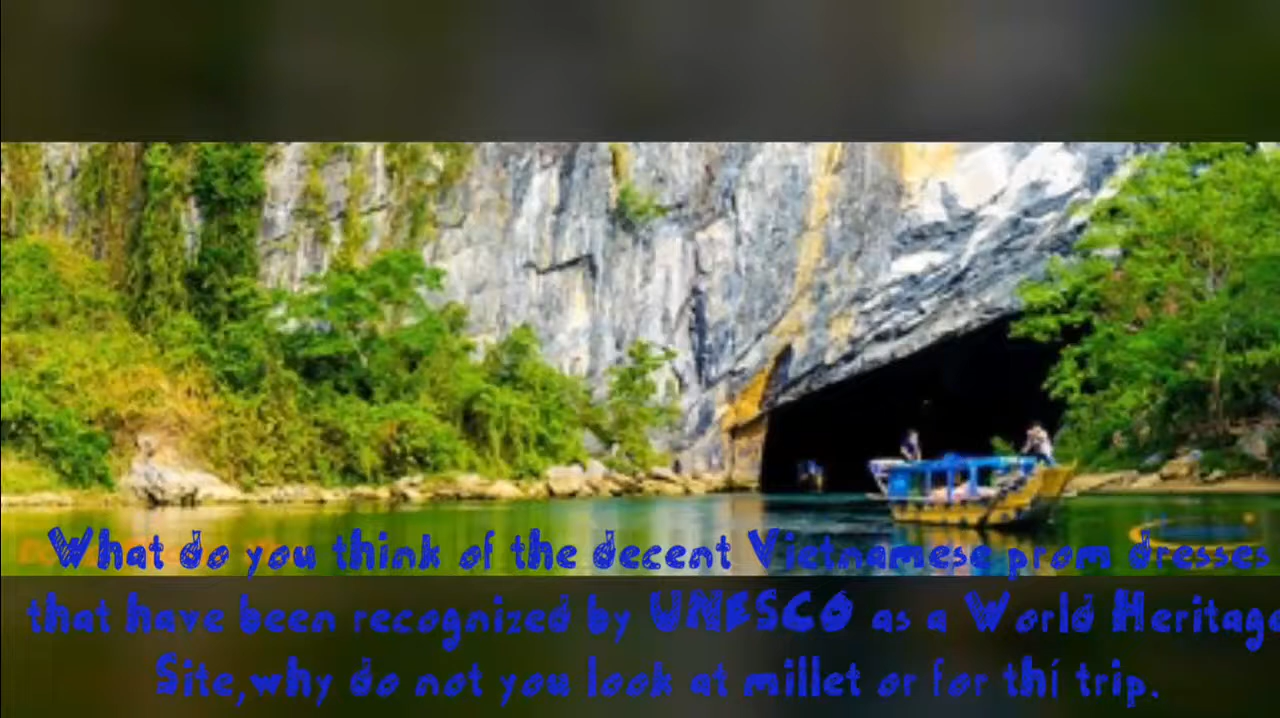 What do you think of the decent Vietnamese prom dresses
that have been recognized by UNESCO as a World Heritage
Site,why do not you look at millet or for thí trip.